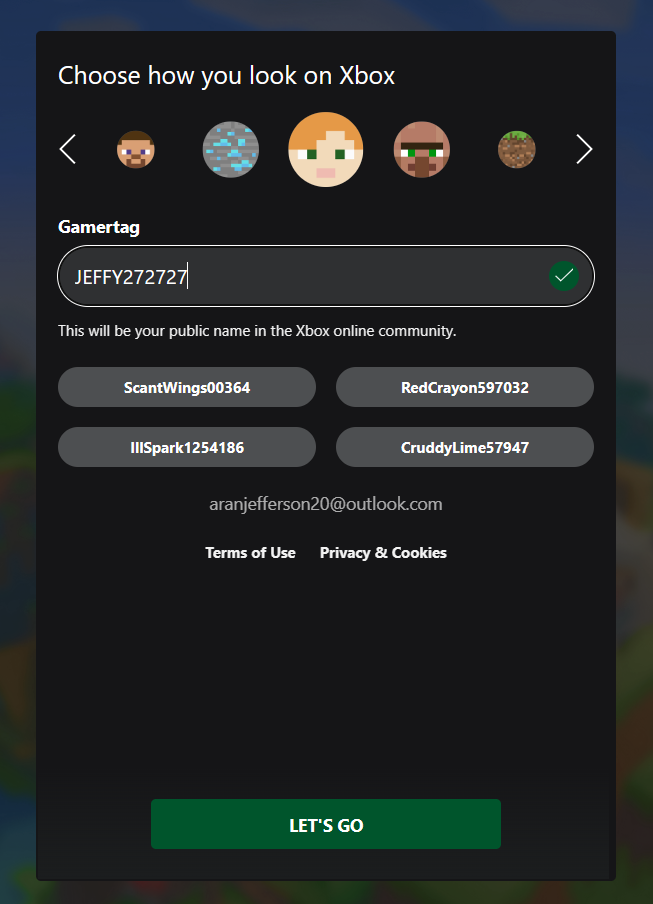 Choose how you look on Xbox
Gamertag
JEFFY272727
This will be your public name in the Xbox online community.
ScantWings00364
RedCrayon597032
IllSpark1254186
CruddyLime57947
aranjefferson20@outlook.com
Terms of Use Privacy & Cookies
LET'S GO